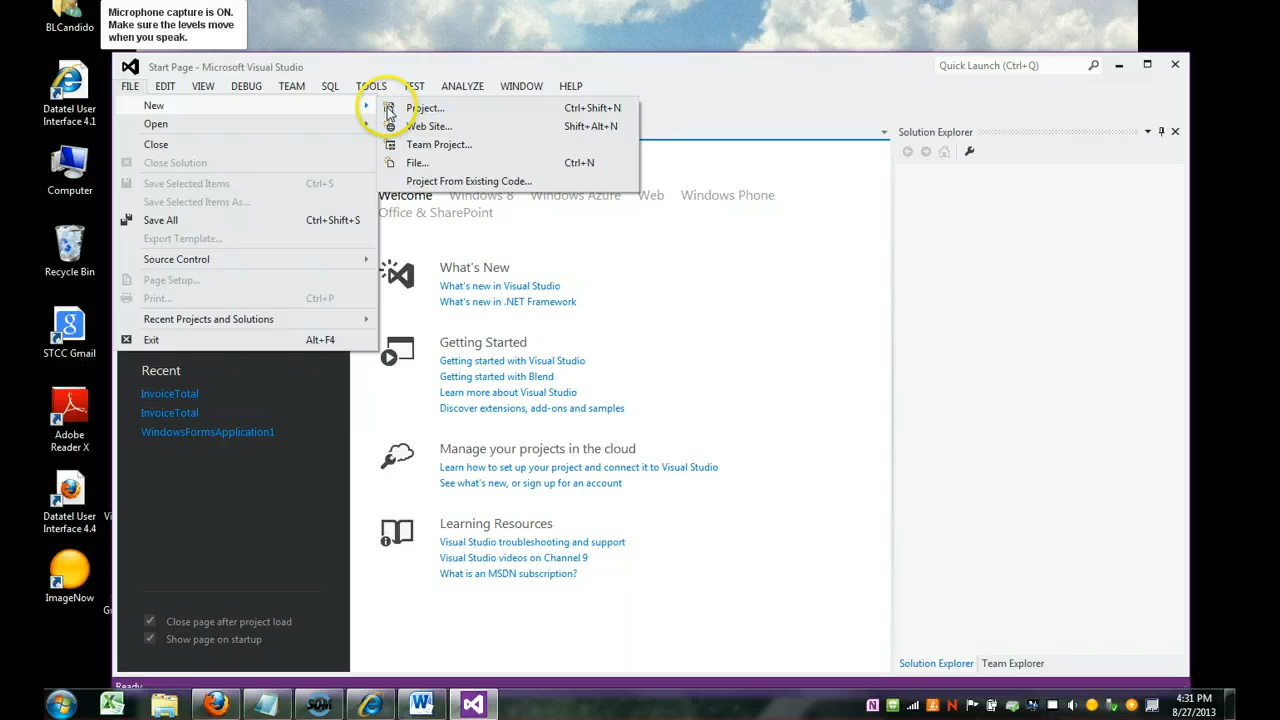 BLCandido
Microphone capture is ON.
Make sure the levels move
when you speak.
Start Page - Microsoft Visual Studio
Quick Launch (Ctrl+Q)
FILE EDIT VIEW DEBUG TEAM SQL TOOLS TEST ANALYZE WINDOW HELP
New
Open
Close
Close Solution
Save Selected Items Ctrl+S
Save Selected Items As...
Save All Ctrl+Shift+S
Export Template...
Source Control
Page Setup...
Print... Ctrl+P
Recent Projects and Solutions
Exit Alt+F4
Project... Ctrl+Shift+N
Web Site... Shift+Alt+N
Team Project...
File... Ctrl+N
Project From Existing Code...
Solution Explorer
Welcome Windows 8 Windows Azure Web Windows Phone
Office & SharePoint
What's New
What's new in Visual Studio
What's new in .NET Framework
Getting Started
Getting started with Visual Studio
Getting started with Blend
Learn more about Visual Studio
Discover extensions, add-ons and samples
Manage your projects in the cloud
Learn how to set up your project and connect it to Visual Studio
See what's new, or sign up for an account
Learning Resources
Visual Studio troubleshooting and support
Visual Studio videos on Channel 9
What is an MSDN subscription?
Recent
InvoiceTotal
InvoiceTotal
WindowsFormsApplication1
Close page after project load
Show page on startup
Solution Explorer Team Explorer
Ready
Datatel User
Interface 4.1
Computer
Recycle Bin
STCC Gmail
Adobe
Reader X
Datatel User
Interface 4.4
ImageNow
4:31 PM
8/27/2013